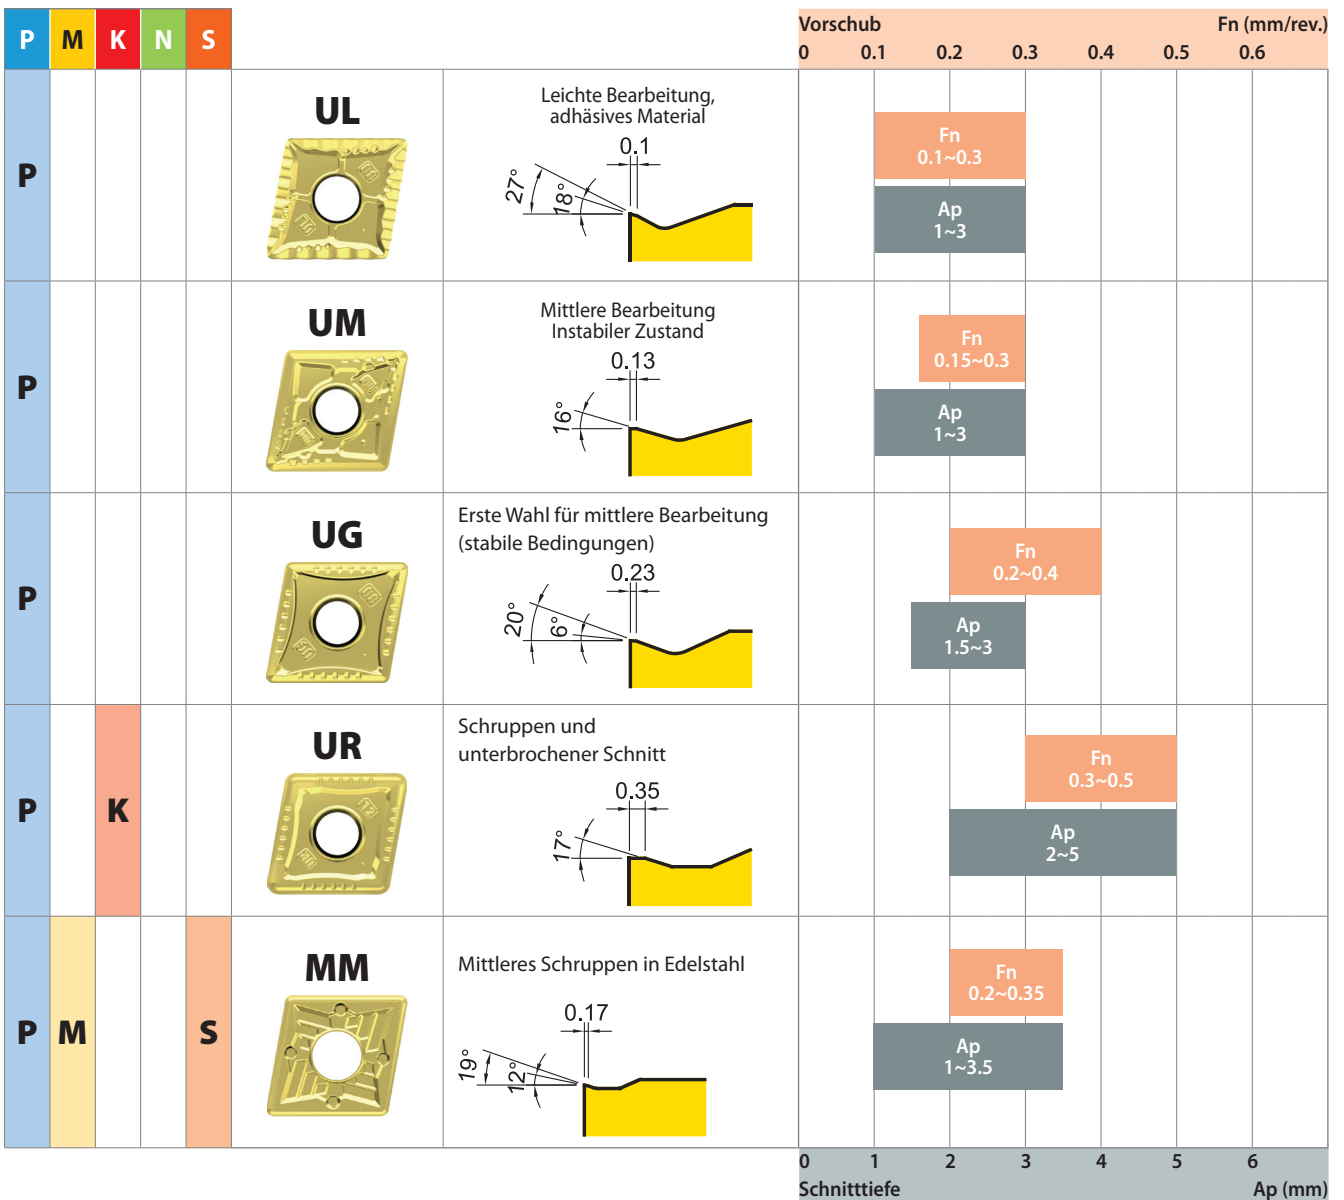 P M K N S
Vorschub Fn (mm/rev.)
0 0.1 0.2 0.3 0.4 0.5 0.6
P
UL
Leichte Bearbeitung,
adhäsives Material
0.1
27°
18°
Fn
0.1~0.3
Ap
1~3
P
UM
Mittlere Bearbeitung
Instabiler Zustand
0.13
16°
Fn
0.15~0.3
Ap
1~3
P
UG
Erste Wahl für mittlere Bearbeitung
(stabile Bedingungen)
0.23
20°
6°
Fn
0.2~0.4
Ap
1.5~3
P K
UR
Schruppen und
unterbrochener Schnitt
0.35
17°
Fn
0.3~0.5
Ap
2~5
P M S
MM
Mittleres Schruppen in Edelstahl
0.17
19°
12°
Fn
0.2~0.35
Ap
1~3.5
0 1 2 3 4 5 6
Schnitttiefe Ap (mm)